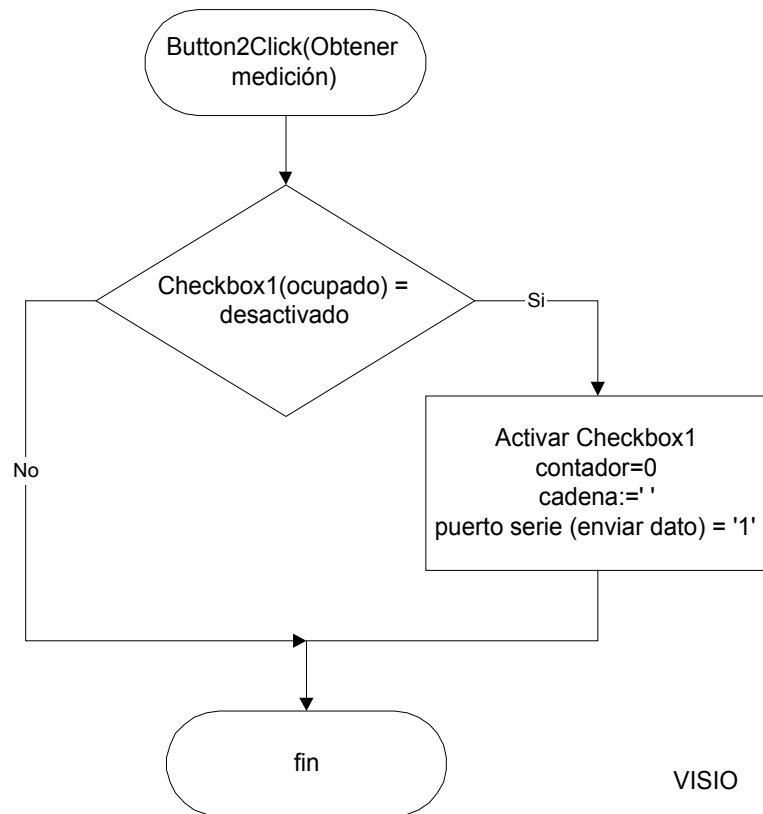 Button2Click(Obtener
medición)
Checkbox1(ocupado) =
desactivado
Si
No
Activar Checkbox1
contador=0
cadena:=' '
puerto serie (enviar dato) = '1'
fin
VISIO